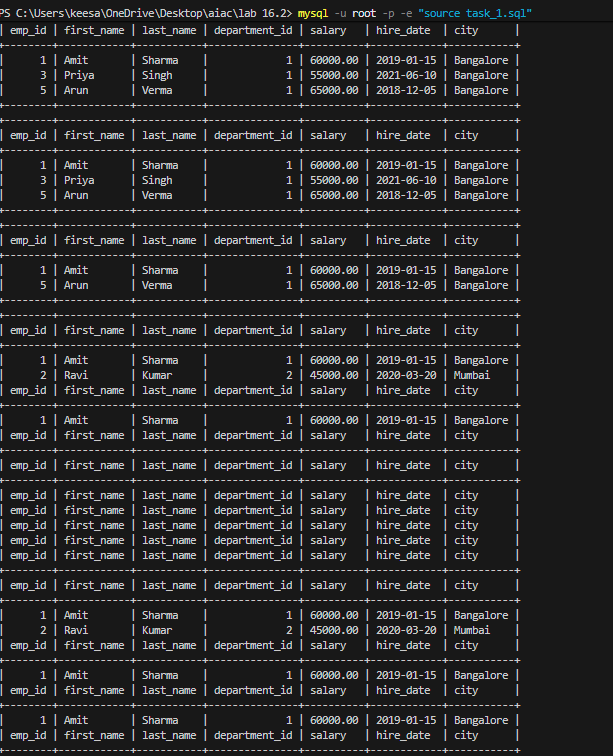 PS C:\Users\keesa\OneDrive\Desktop\aiac\lab 16.2> mysql -u root -p -e "source task_1.sql"
| emp_id | first_name | last_name | department_id | salary   | hire_date  | city      |
+--------+------------+-----------+---------------+----------+------------+-----------+
|      1 | Amit       | Sharma    |             1 | 60000.00 | 2019-01-15 | Bangalore |
|      3 | Priya      | Singh     |             1 | 55000.00 | 2021-06-10 | Bangalore |
|      5 | Arun       | Verma     |             1 | 65000.00 | 2018-12-05 | Bangalore |
+--------+------------+-----------+---------------+----------+------------+-----------+
+--------+------------+-----------+---------------+----------+------------+-----------+
| emp_id | first_name | last_name | department_id | salary   | hire_date  | city      |
+--------+------------+-----------+---------------+----------+------------+-----------+
|      1 | Amit       | Sharma    |             1 | 60000.00 | 2019-01-15 | Bangalore |
|      3 | Priya      | Singh     |             1 | 55000.00 | 2021-06-10 | Bangalore |
|      5 | Arun       | Verma     |             1 | 65000.00 | 2018-12-05 | Bangalore |
+--------+------------+-----------+---------------+----------+------------+-----------+
+--------+------------+-----------+---------------+----------+------------+-----------+
| emp_id | first_name | last_name | department_id | salary   | hire_date  | city      |
+--------+------------+-----------+---------------+----------+------------+-----------+
|      1 | Amit       | Sharma    |             1 | 60000.00 | 2019-01-15 | Bangalore |
|      5 | Arun       | Verma     |             1 | 65000.00 | 2018-12-05 | Bangalore |
+--------+------------+-----------+---------------+----------+------------+-----------+
+--------+------------+-----------+---------------+----------+------------+-----------+
| emp_id | first_name | last_name | department_id | salary   | hire_date  | city      |
+--------+------------+-----------+---------------+----------+------------+-----------+
|      1 | Amit       | Sharma    |             1 | 60000.00 | 2019-01-15 | Bangalore |
|      2 | Ravi       | Kumar     |             2 | 45000.00 | 2020-03-20 | Mumbai    |
| emp_id | first_name | last_name | department_id | salary   | hire_date  | city      |
+--------+------------+-----------+---------------+----------+------------+-----------+
|      1 | Amit       | Sharma    |             1 | 60000.00 | 2019-01-15 | Bangalore |
| emp_id | first_name | last_name | department_id | salary   | hire_date  | city      |
+--------+------------+-----------+---------------+----------+------------+-----------+
| emp_id | first_name | last_name | department_id | salary   | hire_date  | city      |
+--------+------------+-----------+---------------+----------+------------+-----------+
| emp_id | first_name | last_name | department_id | salary   | hire_date  | city      |
| emp_id | first_name | last_name | department_id | salary   | hire_date  | city      |
| emp_id | first_name | last_name | department_id | salary   | hire_date  | city      |
| emp_id | first_name | last_name | department_id | salary   | hire_date  | city      |
| emp_id | first_name | last_name | department_id | salary   | hire_date  | city      |
+--------+------------+-----------+---------------+----------+------------+-----------+
| emp_id | first_name | last_name | department_id | salary   | hire_date  | city      |
+--------+------------+-----------+---------------+----------+------------+-----------+
|      1 | Amit       | Sharma    |             1 | 60000.00 | 2019-01-15 | Bangalore |
|      2 | Ravi       | Kumar     |             2 | 45000.00 | 2020-03-20 | Mumbai    |
| emp_id | first_name | last_name | department_id | salary   | hire_date  | city      |
+--------+------------+-----------+---------------+----------+------------+-----------+
|      1 | Amit       | Sharma    |             1 | 60000.00 | 2019-01-15 | Bangalore |
| emp_id | first_name | last_name | department_id | salary   | hire_date  | city      |
+--------+------------+-----------+---------------+----------+------------+-----------+
|      1 | Amit       | Sharma    |             1 | 60000.00 | 2019-01-15 | Bangalore |
| emp_id | first_name | last_name | department_id | salary   | hire_date  | city      |
+--------+------------+-----------+---------------+----------+------------+-----------+